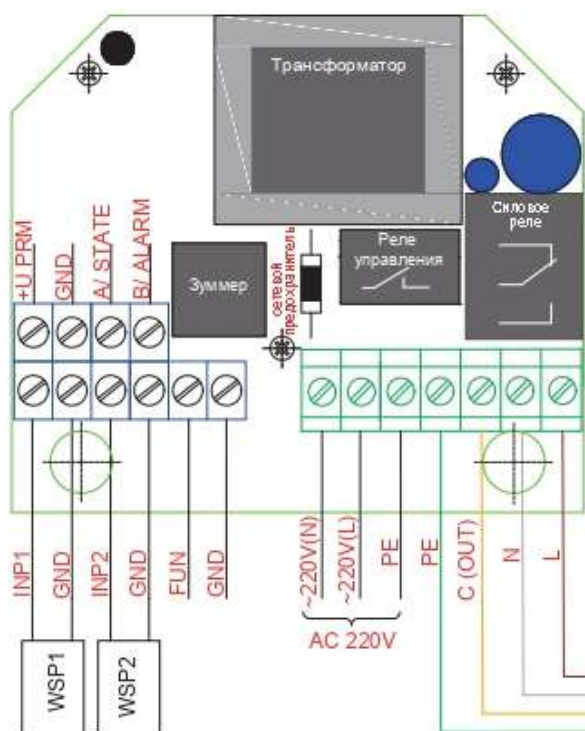 Трансформатор
Силовое
реле
Реле
управления
сетевой
предохранитель
Зуммер
+U PRM
GND
A/ STATE
B/ ALARM
INP1
GND
INP2
GND
FUN
GND
~220V(N)
~220V(L)
PE
PE
C (OUT)
N
L
AC 220V
WSP1
WSP2